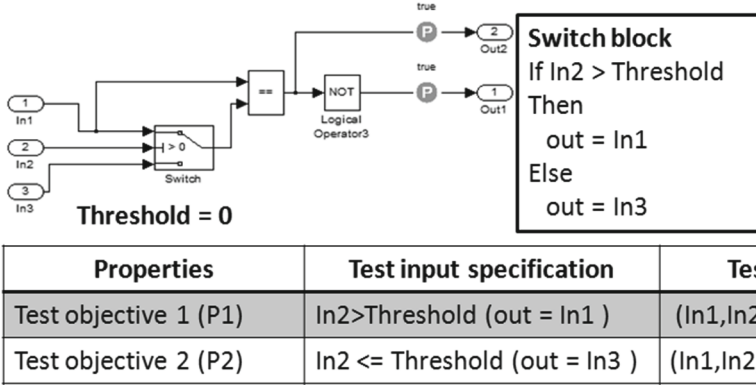 true
P
2
Out2
true
P
1
Out1
==
NOT
Logical
Operator3
1
In1
2
In2
3
In3
> 0
Switch
Threshold = 0
Switch block
If In2 > Threshold
Then
out = In1
Else
out = In3
Properties Test input specification
Test objective 1 (P1) In2>Threshold (out = In1 )
Test objective 2 (P2) In2 <= Threshold (out = In3 )